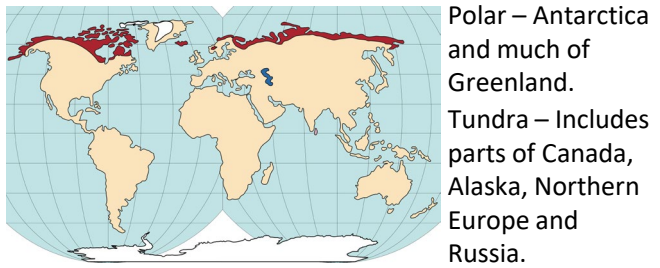 Polar – Antarctica
and much of
Greenland.
Tundra – Includes
parts of Canada,
Alaska, Northern
Europe and
Russia.